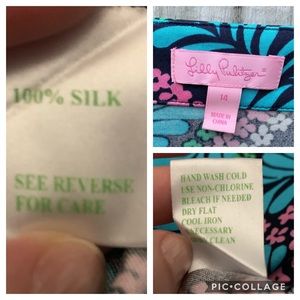 100% SILK
SEE REVERSE
FOR CARE
Lilly Pulitzer
14
MADE IN
CHINA
HAND WASH COLD
USE NON-CHLORINE
BLEACH IF NEEDED
DRY FLAT
COOL IRON
NECESSARY
CLEAN
PIC•COLLAGE